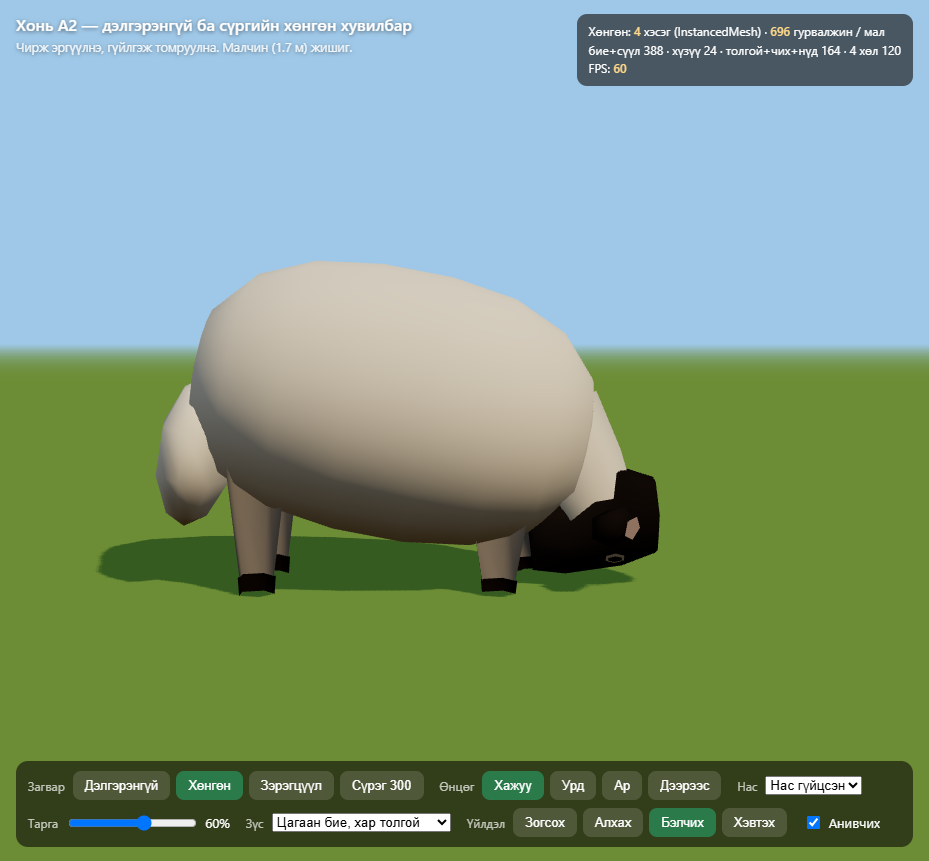 Хонь А2 — дэлгэрэнгүй ба сүргийн хөнгөн хувилбар
Чирж эргүүлнэ, гүйлгэж томруулна. Малчин (1.7 м) жишиг.
Хөнгөн: 4 хэсэг (InstancedMesh) · 696 гурвалжин / мал
бие+сүүл 388 · хүзүү 24 · толгой+чих+нүд 164 · 4 хөл 120
FPS: 60
Загвар Дэлгэрэнгүй Хөнгөн Зэрэгцүүл Сүрэг 300 Өнцөг Хажуу Урд Ар Дээрээс Нас Нас гүйцсэн
Тарга 60% Зүс Цагаан бие, хар толгой Үйлдэл Зогсох Алхах Бэлчих Хэвтэх Анивчих